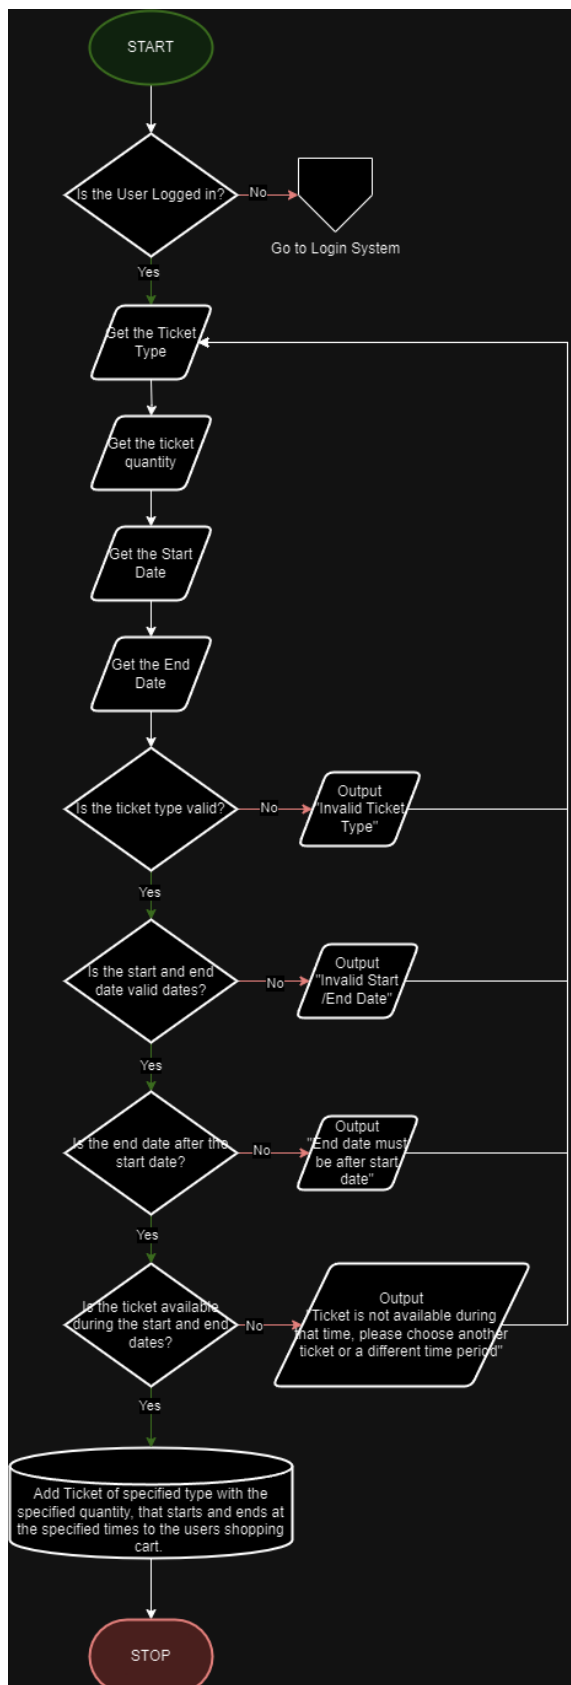 START
Is the User Logged in?
No
Go to Login System
Yes
Get the Ticket
Type
Get the ticket
quantity
Get the Start
Date
Get the End
Date
Is the ticket type valid?
No
Output
"Invalid Ticket
Type"
Yes
Is the start and end
date valid dates?
No
Output
"Invalid Start
/End Date"
Yes
Is the end date after the
start date?
No
Output
"End date must
be after start
date"
Yes
Is the ticket available
during the start and end
dates?
No
Output
"Ticket is not available during
that time, please choose another
ticket or a different time period"
Yes
Add Ticket of specified type with the
specified quantity, that starts and ends at
the specified times to the users shopping
cart.
STOP